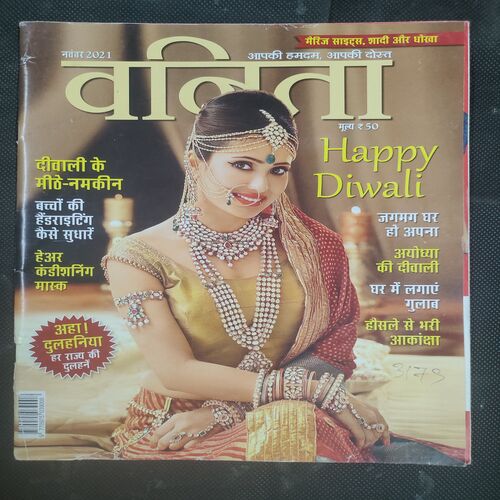 मैरिज साइट्स, शादी और धोखा
नवंबर 2021
आपकी हमदम, आपकी दोस्त
वनिता
मूल्य ₹ 50
Happy
Diwali
दीवाली के
मीठे-नमकीन
बच्चों की
हैंडराइटिंग
कैसे सुधारें
हेअर
कंडीशनिंग
मास्क
अहा!
दुलहनिया
हर राज्य की
दुलहनें
जगमग घर
हो अपना
अयोध्या
की दीवाली
घर में लगाएं
गुलाब
हौसले से भरी
आकांक्षा